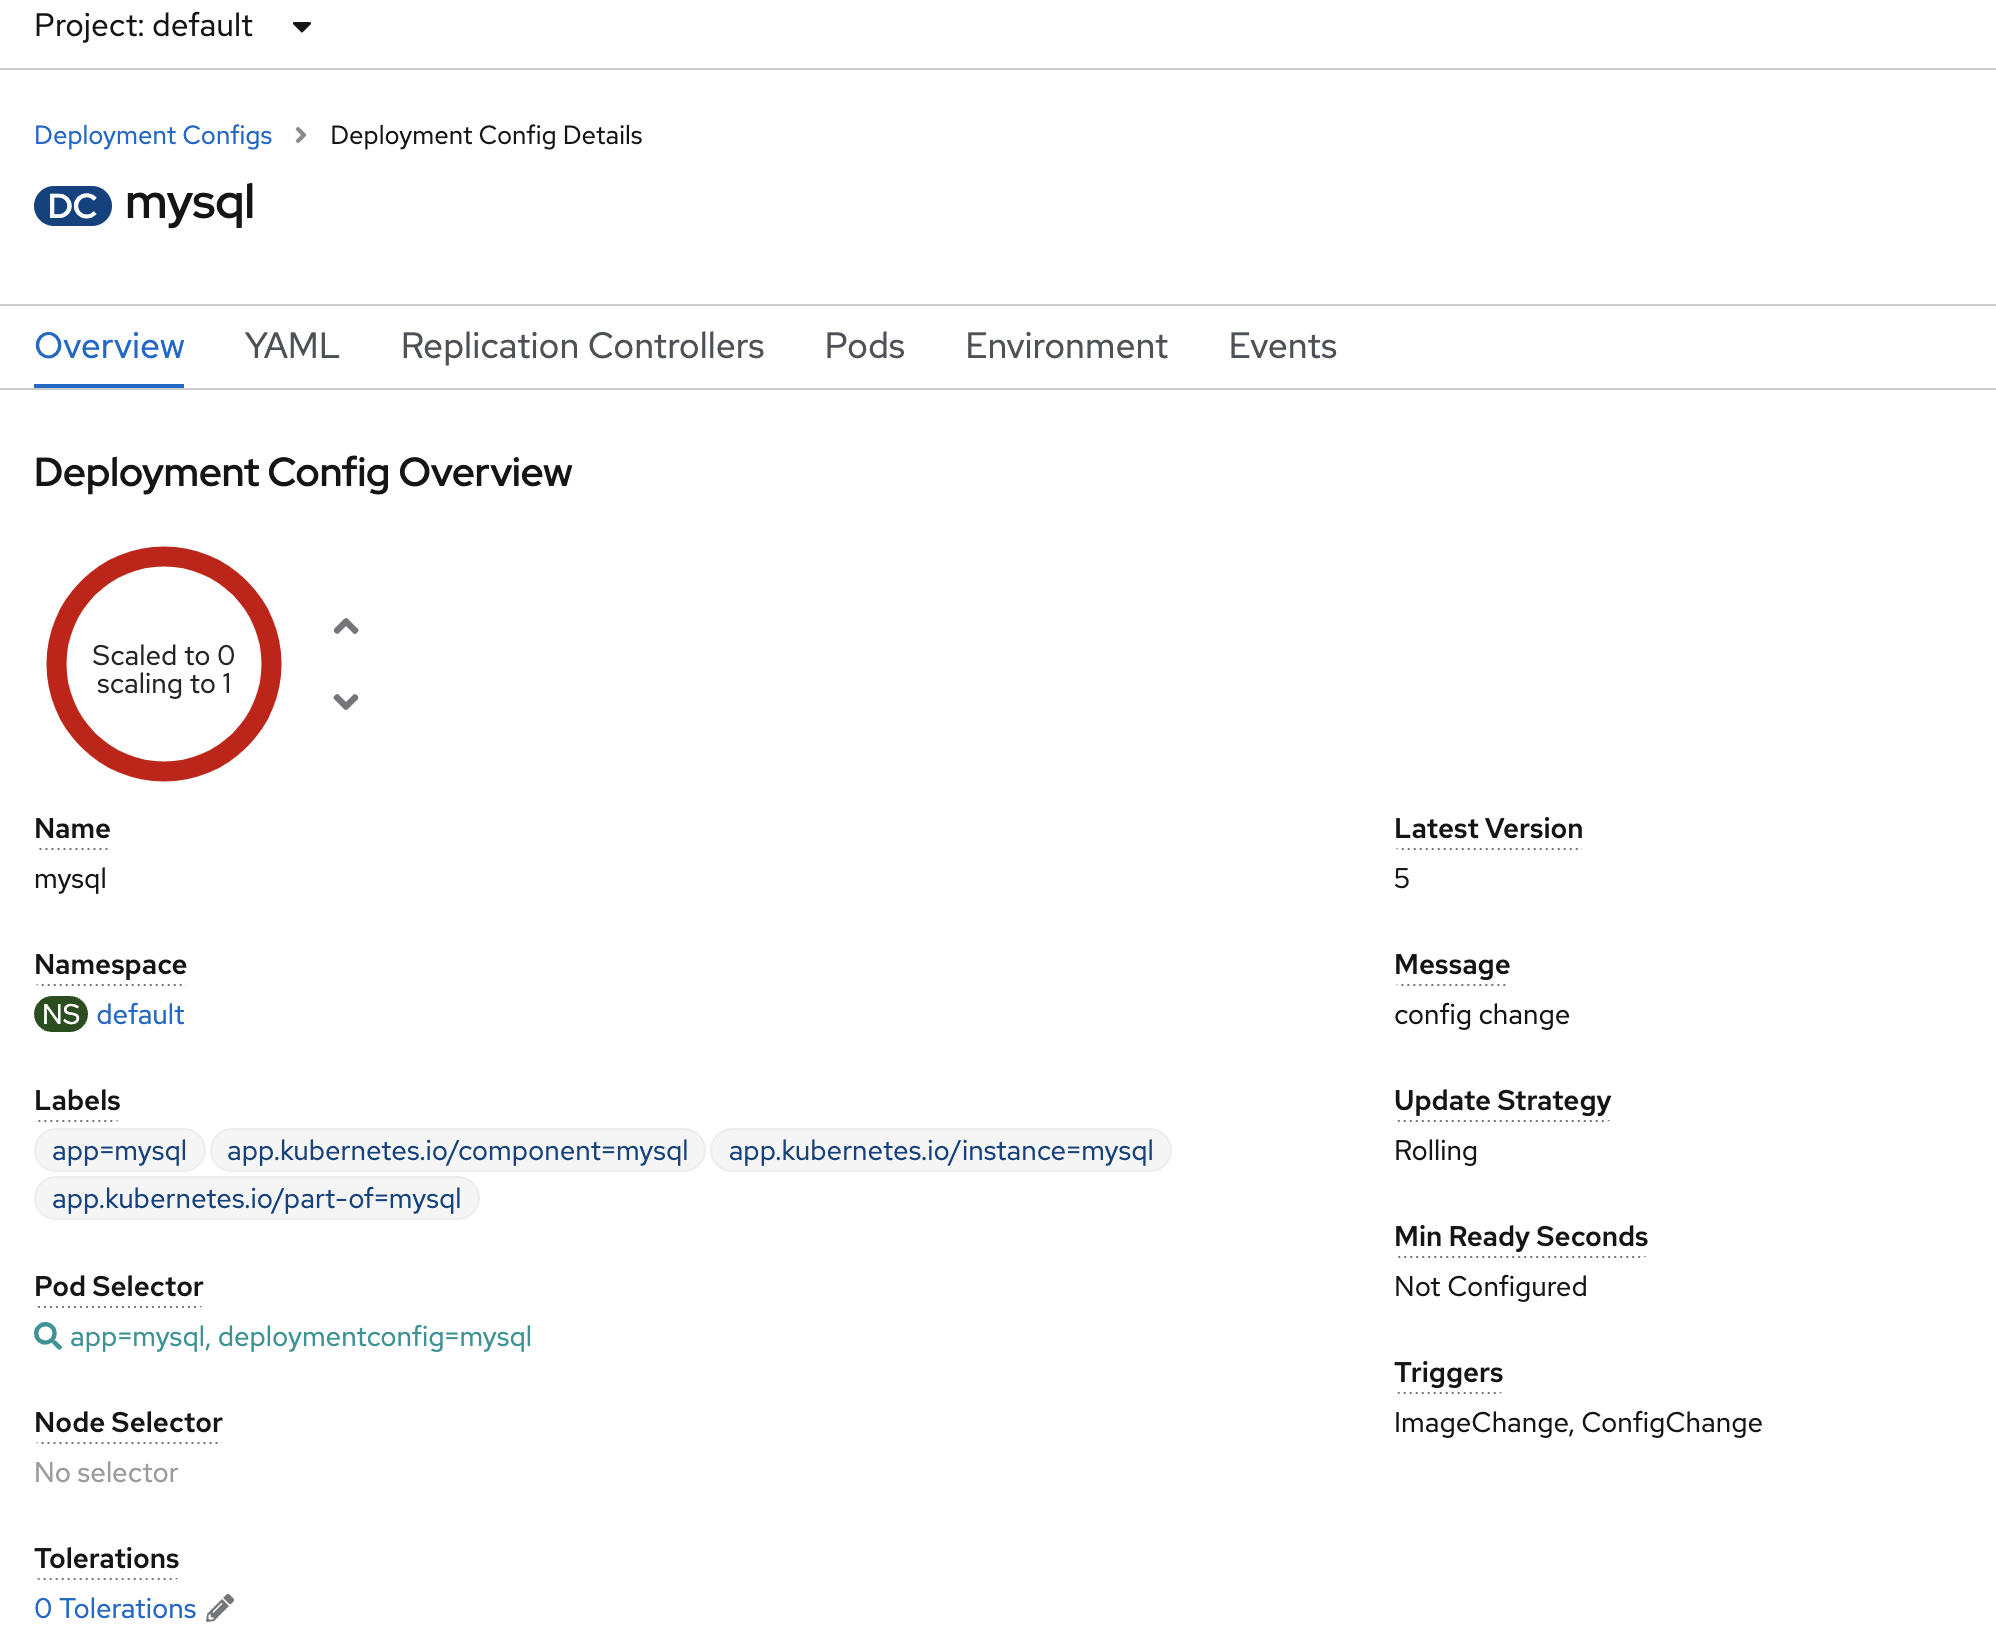 Project: default
Deployment Configs
Deployment Config Details
DC mysql
Overview
YAML
Replication Controllers
Pods
Environment
Events
Deployment Config Overview
Scaled to 0
scaling to 1
Name
mysql
Namespace
NS default
Labels
app=mysql
app.kubernetes.io/component=mysql
app.kubernetes.io/instance=mysql
app.kubernetes.io/part-of=mysql
Pod Selector
app=mysql, deploymentconfig=mysql
Node Selector
No selector
Tolerations
0 Tolerations
Latest Version
5
Message
config change
Update Strategy
Rolling
Min Ready Seconds
Not Configured
Triggers
ImageChange, ConfigChange